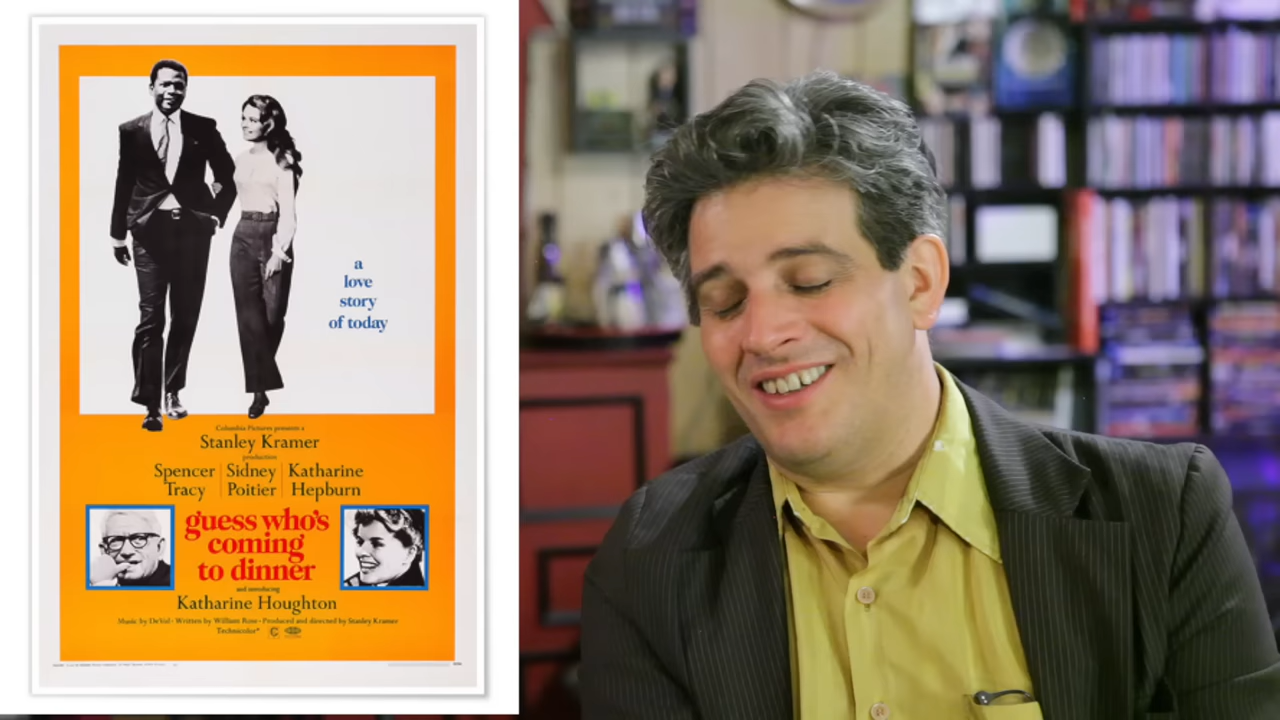 a
love
story
of today
Columbia Pictures presents a
Stanley Kramer
production
Spencer Tracy
Sidney Poitier
Katharine Hepburn
guess who's
coming
to dinner
and introducing
Katharine Houghton
Music by DeVol · Written by William Rose · Produced and directed by Stanley Kramer
Technicolor®